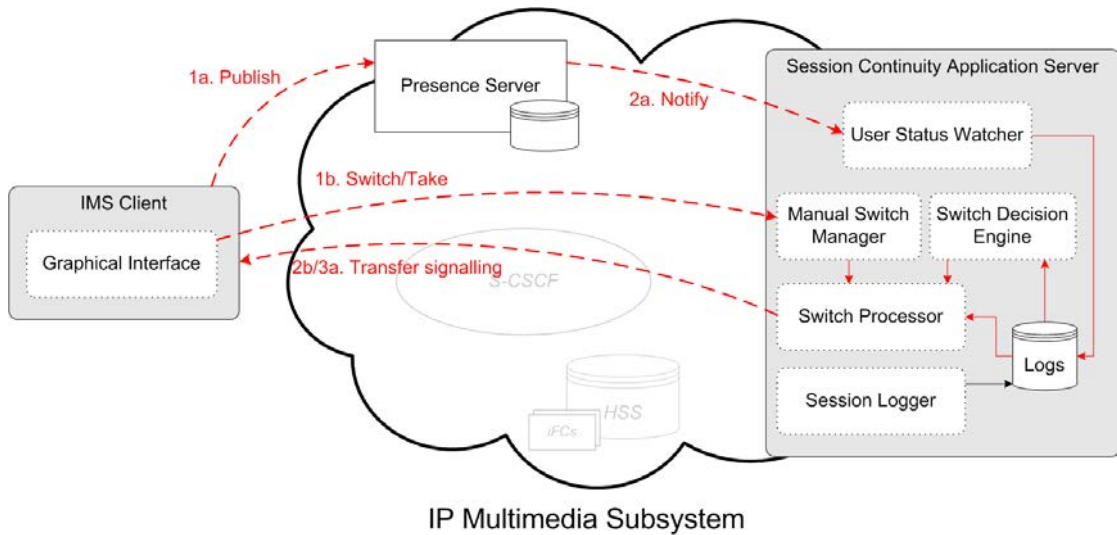 1a. Publish
Presence Server
2a. Notify
Session Continuity Application Server
User Status Watcher
1b. Switch/Take
IMS Client
Graphical Interface
Manual Switch
Manager
Switch Decision
Engine
2b/3a. Transfer signalling
S-CSCF
Switch Processor
Logs
Session Logger
HSS
iFCs
IP Multimedia Subsystem